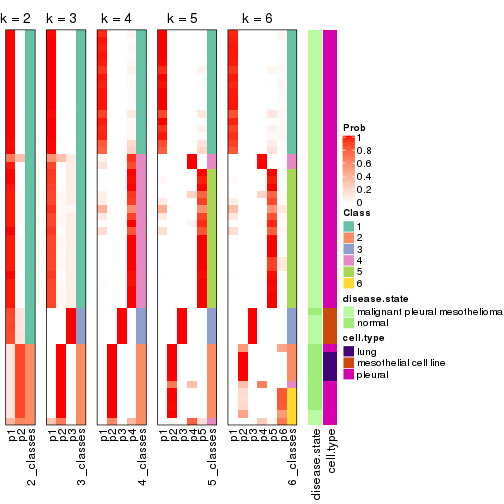 k = 2
k = 3
k = 4
k = 5
k = 6
Prob
1
0.8
0.6
0.4
0.2
0
Class
1
2
3
4
5
6
disease.state
malignant pleural mesothelioma
normal
cell.type
lung
mesothelial cell line
pleural
p1
p2
2_classes
p1
p2
p3
3_classes
p1
p2
p3
p4
4_classes
p1
p2
p3
p4
p5
5_classes
p1
p2
p3
p4
p5
p6
6_classes
disease.state
cell.type